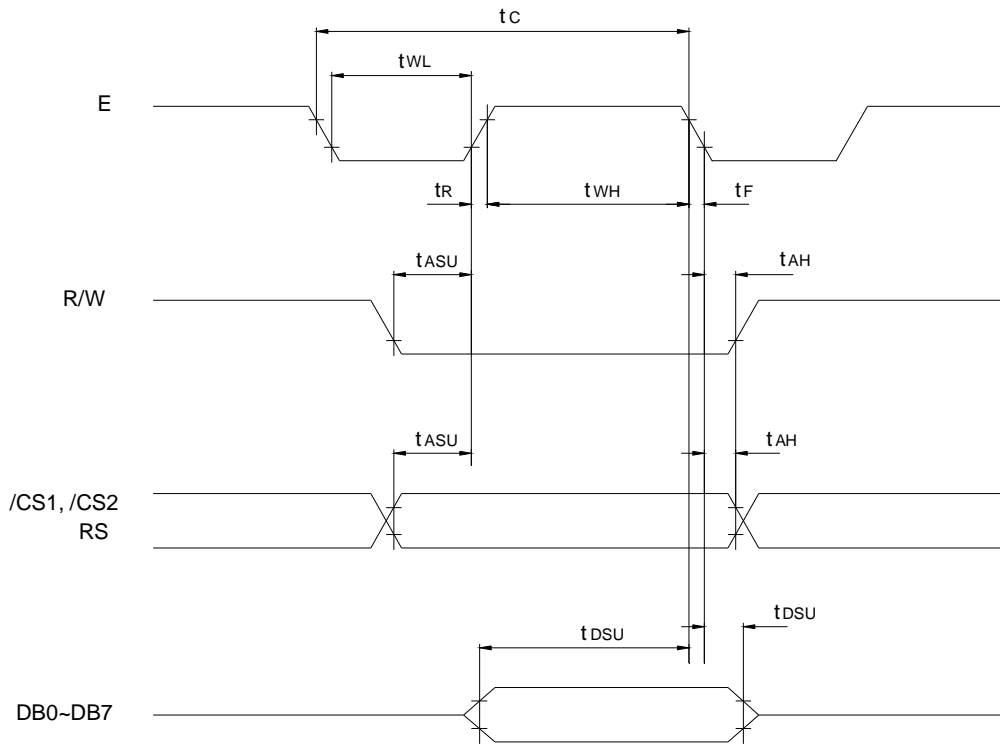 tC
tWL
E
tR
tWH
tF
tASU
tAH
R/W
tASU
tAH
/CS1, /CS2
RS
tDSU
tDSU
DB0~DB7